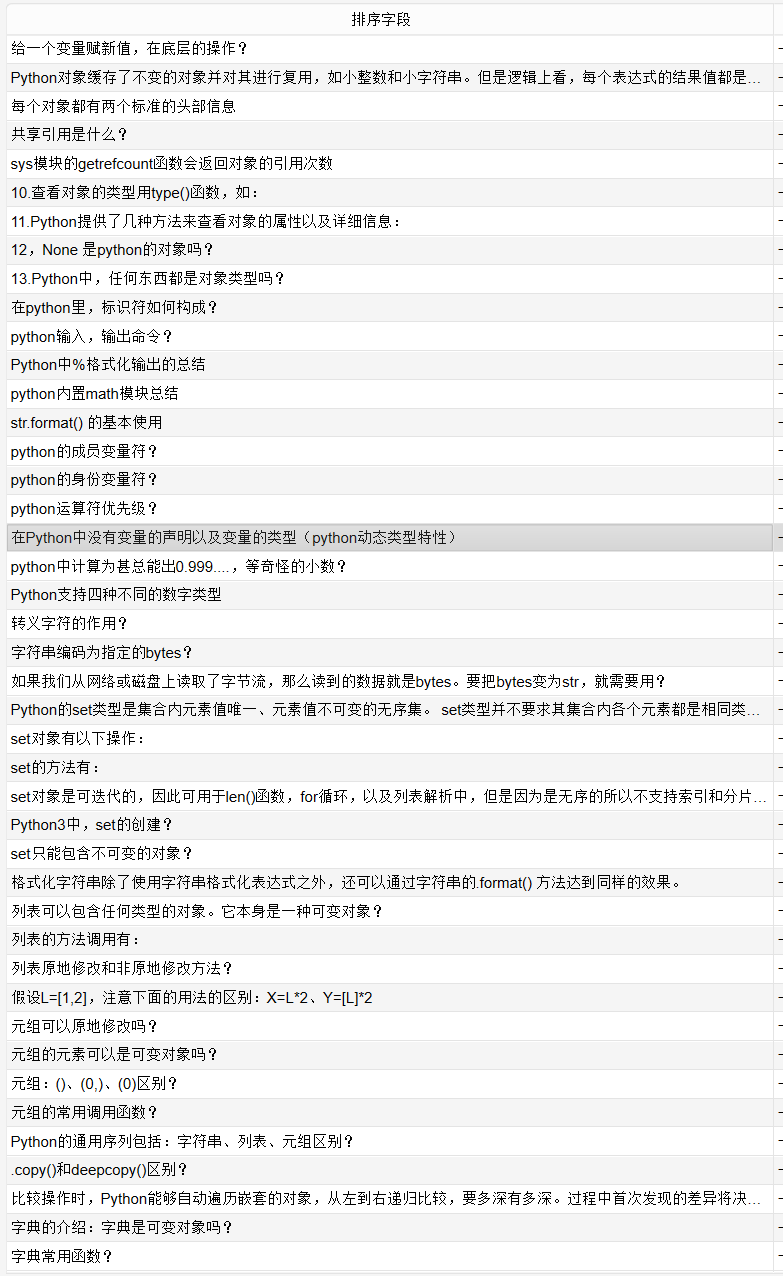 排序字段
给一个变量赋新值，在底层的操作？
Python对象缓存了不变的对象并对其进行复用，如小整数和小字符串。但是逻辑上看，每个表达式的结果值都是…
每个对象都有两个标准的头部信息
共享引用是什么？
sys模块的getrefcount函数会返回对象的引用次数
10.查看对象的类型用type()函数，如：
11.Python提供了几种方法来查看对象的属性以及详细信息：
12，None 是python的对象吗？
13.Python中，任何东西都是对象类型吗？
在python里，标识符如何构成？
python输入，输出命令？
Python中%格式化输出的总结
python内置math模块总结
str.format() 的基本使用
python的成员变量符？
python的身份变量符？
python运算符优先级？
在Python中没有变量的声明以及变量的类型（python动态类型特性）
python中计算为甚总能出0.999....，等奇怪的小数？
Python支持四种不同的数字类型
转义字符的作用？
字符串编码为指定的bytes？
如果我们从网络或磁盘上读取了字节流，那么读到的数据就是bytes。要把bytes变为str，就需要用？
Python的set类型是集合内元素值唯一、元素值不可变的无序集。 set类型并不要求其集合内各个元素都是相同类…
set对象有以下操作：
set的方法有：
set对象是可迭代的，因此可用于len()函数，for循环，以及列表解析中，但是因为是无序的所以不支持索引和分片…
Python3中，set的创建？
set只能包含不可变的对象？
格式化字符串除了使用字符串格式化表达式之外，还可以通过字符串的.format() 方法达到同样的效果。
列表可以包含任何类型的对象。它本身是一种可变对象？
列表的方法调用有：
列表原地修改和非原地修改方法？
假设L=[1,2]，注意下面的用法的区别：X=L*2、Y=[L]*2
元组可以原地修改吗？
元组的元素可以是可变对象吗？
元组：()、(0,)、(0)区别？
元组的常用调用函数？
Python的通用序列包括：字符串、列表、元组区别？
.copy()和deepcopy()区别？
比较操作时，Python能够自动遍历嵌套的对象，从左到右递归比较，要多深有多深。过程中首次发现的差异将决…
字典的介绍：字典是可变对象吗？
字典常用函数？